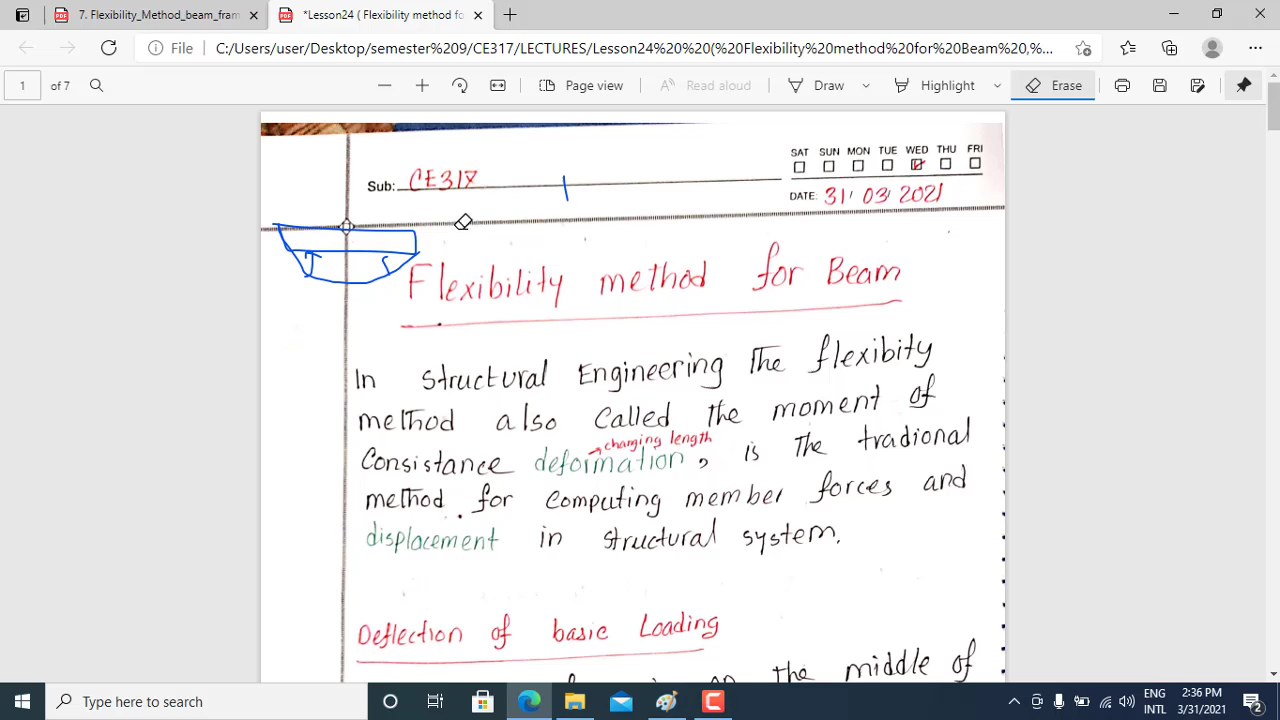 7. Flexibility_Method_beam_fram
*Lesson24 ( Flexibility method fo
File
C:/Users/user/Desktop/semester%209/CE317/LECTURES/Lesson24%20%20(%20Flexibility%20method%20for%20Beam%20,%...
1 of 7
Page view
Read aloud
Draw
Highlight
Erase
SAT SUN MON TUE WED THU FRI
Sub: CE317
DATE: 31/ 03/ 2021
Flexibility method for Beam
In structural Engineering The flexibity
method also Called the moment of
changing length
Consistance deformation, is The tradional
method for Computing member forces and
displacement in structural system.
Deflection of basic Loading
the middle of
Type here to search
ENG
2:36 PM
INTL
3/31/2021
2